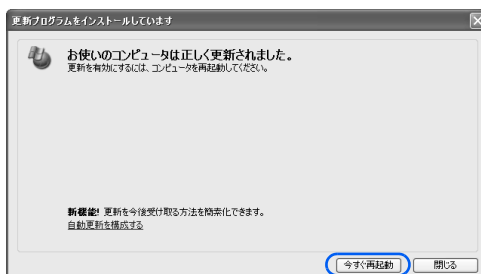 更新プログラムをインストールしています
お使いのコンピュータは正しく更新されました。
更新を有効にするには、コンピュータを再起動してください。
新機能! 更新を今後受け取る方法を簡素化できます。
自動更新を構成する
今すぐ再起動 閉じる